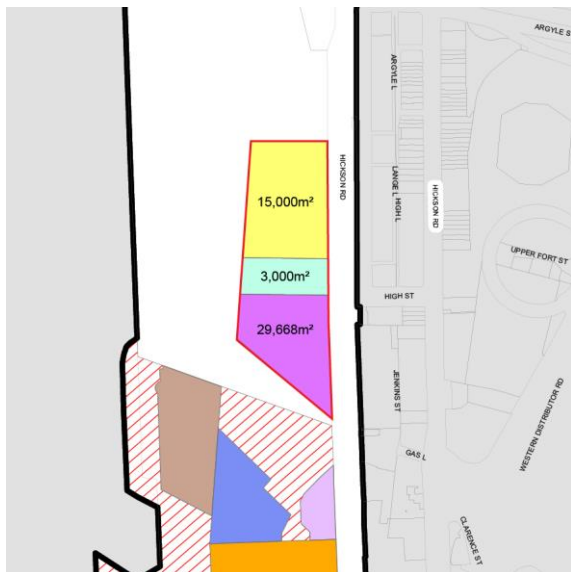 ARGYLE S
ARGYLE L
HICKSON RD
15,000m²
LANGE L
HIGH L
HICKSON RD
3,000m²
UPPER FORT ST
HIGH ST
29,668m²
JENKINS ST
WESTERN DISTRIBUTOR RD
GAS L
CLARENCE ST